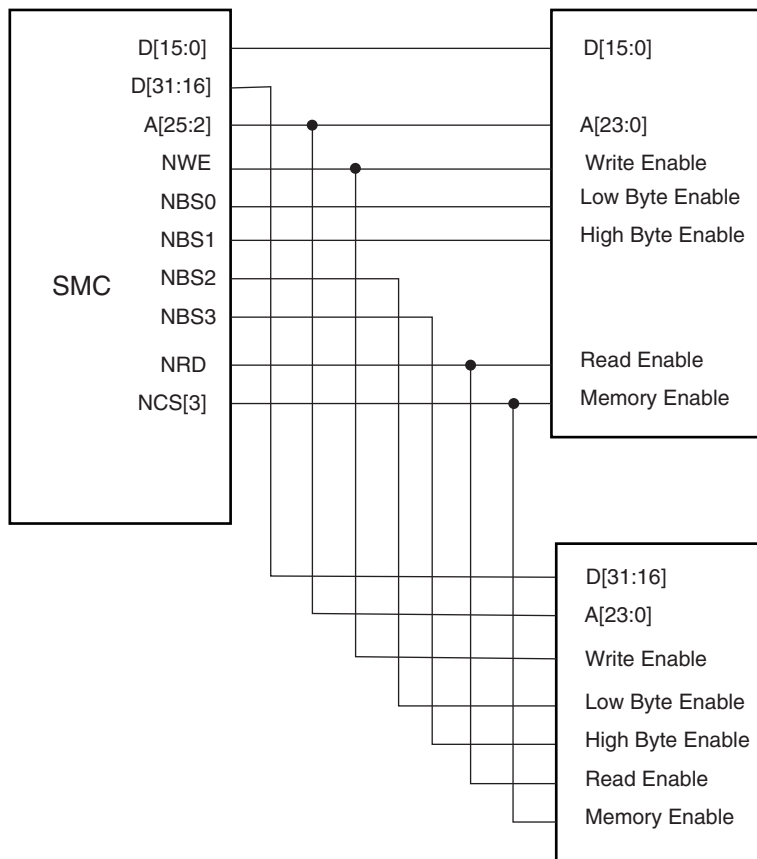 D[15:0]
D[31:16]
A[25:2]
NWE
NBS0
NBS1
NBS2
NBS3
NRD
NCS[3]
SMC
D[15:0]
A[23:0]
Write Enable
Low Byte Enable
High Byte Enable
Read Enable
Memory Enable
D[31:16]
A[23:0]
Write Enable
Low Byte Enable
High Byte Enable
Read Enable
Memory Enable